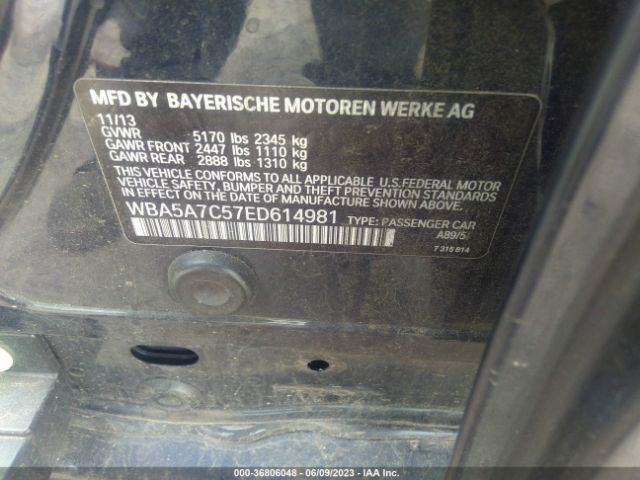 MFD BY BAYERISCHE MOTOREN WERKE AG
11/13
GVWR 5170 lbs 2345 kg
GAWR FRONT 2447 lbs 1110 kg
GAWR REAR 2888 lbs 1310 kg
THIS VEHICLE CONFORMS TO ALL APPLICABLE U.S.FEDERAL MOTOR
VEHICLE SAFETY, BUMPER AND THEFT PREVENTION STANDARDS
IN EFFECT ON THE DATE OF MANUFACTURE SHOWN ABOVE.
WBA5A7C57ED614981 TYPE: PASSENGER CAR
A89/5
7 315 814
000-36806048 - 06/09/2023 - IAA Inc.